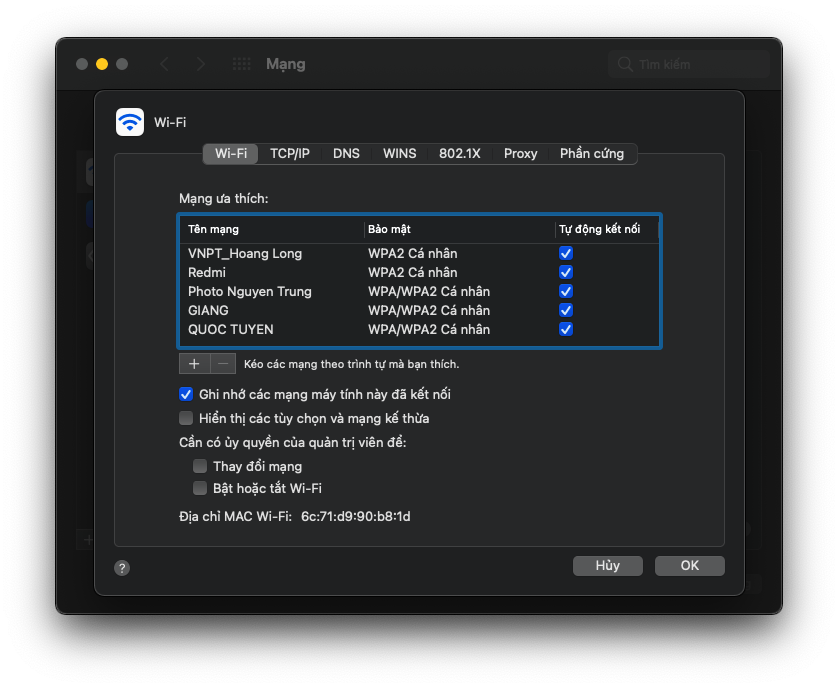 Mạng
Tìm kiếm
Wi-Fi
Wi-Fi TCP/IP DNS WINS 802.1X Proxy Phần cứng
Mạng ưa thích:
Tên mạng Bảo mật Tự động kết nối
VNPT_Hoang Long WPA2 Cá nhân
Redmi WPA2 Cá nhân
Photo Nguyen Trung WPA/WPA2 Cá nhân
GIANG WPA/WPA2 Cá nhân
QUOC TUYEN WPA/WPA2 Cá nhân
+ − Kéo các mạng theo trình tự mà bạn thích.
Ghi nhớ các mạng máy tính này đã kết nối
Hiển thị các tùy chọn và mạng kế thừa
Cần có ủy quyền của quản trị viên để:
Thay đổi mạng
Bật hoặc tắt Wi-Fi
Địa chỉ MAC Wi-Fi: 6c:71:d9:90:b8:1d
? Hủy OK